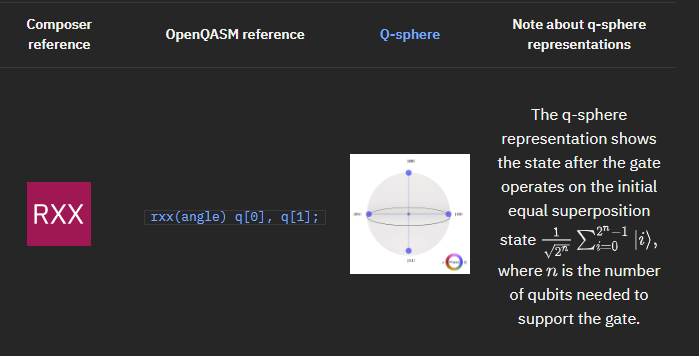 Composer reference
OpenQASM reference
Q-sphere
Note about q-sphere representations
RXX
rxx(angle) q[0], q[1];
The q-sphere
representation shows
the state after the gate
operates on the initial
equal superposition
state $\frac{1}{\sqrt{2^n}} \sum_{i=0}^{2^n-1} |i\rangle$,
where $n$ is the number
of qubits needed to
support the gate.